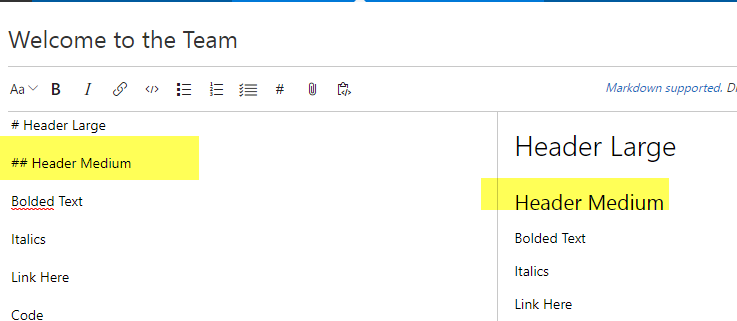 Welcome to the Team
Aa B I </> #
Markdown supported.
# Header Large
## Header Medium
Bolded Text
Italics
Link Here
Code
Header Large
Header Medium
Bolded Text
Italics
Link Here